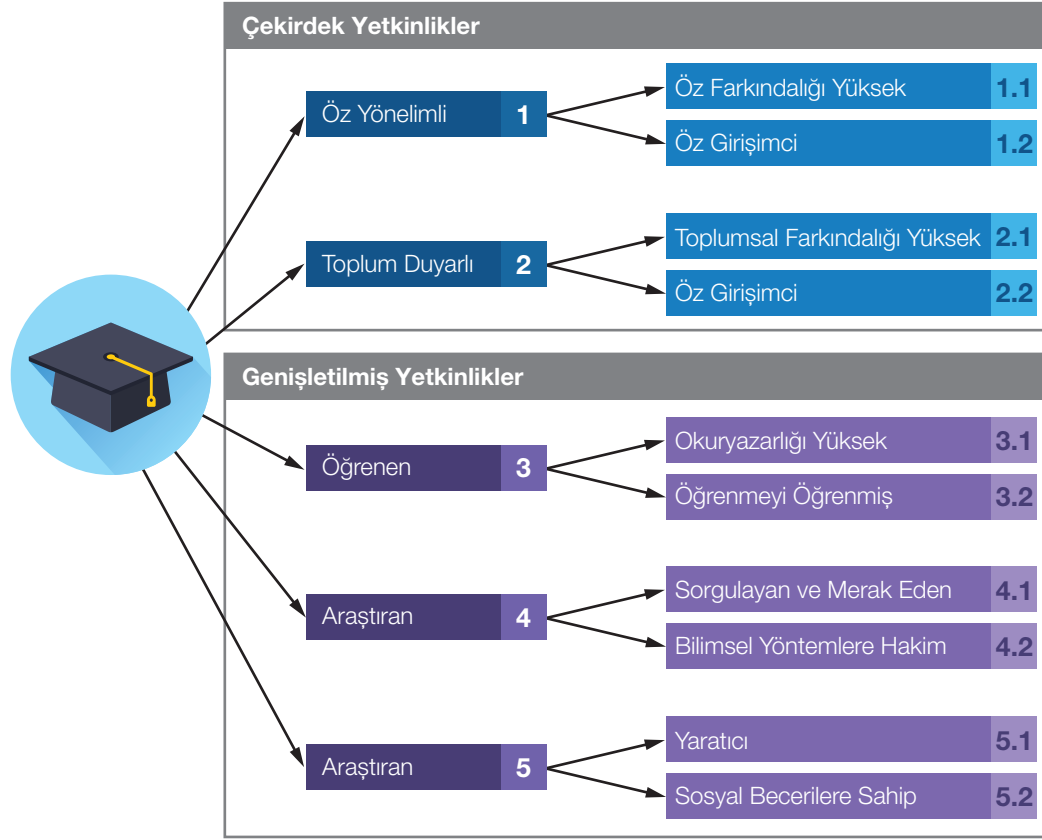 Çekirdek Yetkinlikler
Öz Yönelimli 1
Öz Farkındalığı Yüksek 1.1
Öz Girişimci 1.2
Toplum Duyarlı 2
Toplumsal Farkındalığı Yüksek 2.1
Öz Girişimci 2.2
Genişletilmiş Yetkinlikler
Öğrenen 3
Okuryazarlığı Yüksek 3.1
Öğrenmeyi Öğrenmiş 3.2
Araştıran 4
Sorgulayan ve Merak Eden 4.1
Bilimsel Yöntemlere Hakim 4.2
Araştıran 5
Yaratıcı 5.1
Sosyal Becerilere Sahip 5.2